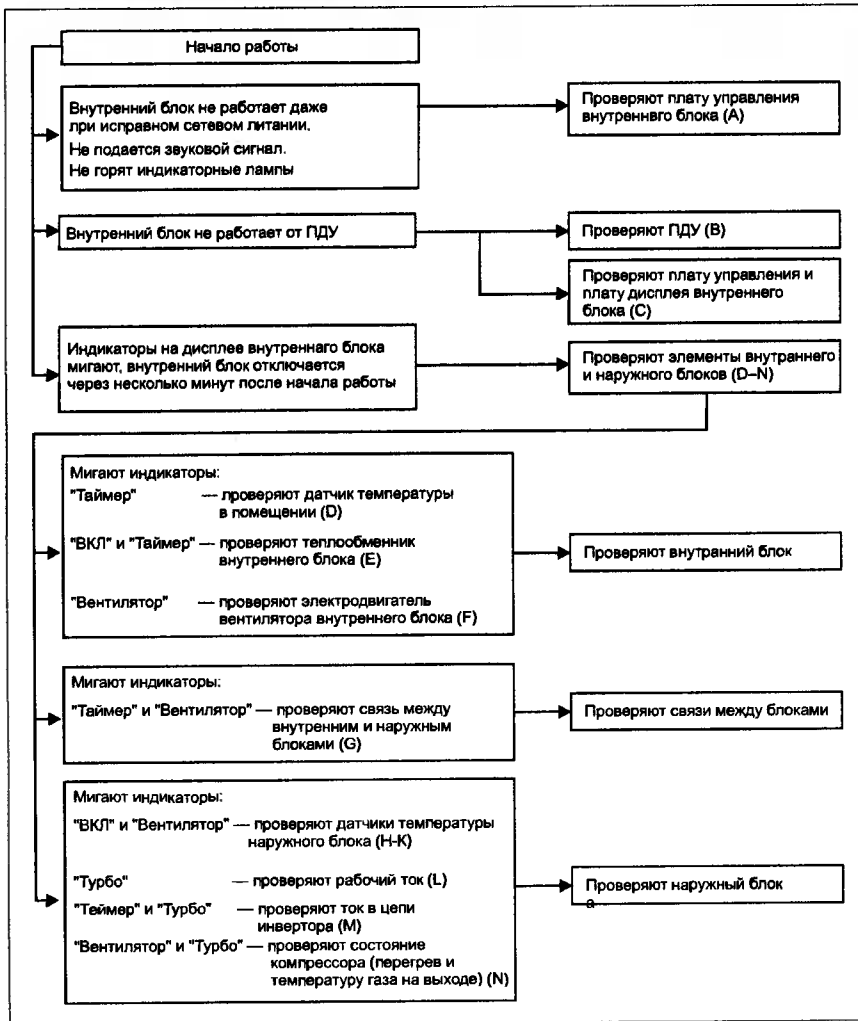 Начало работы
Внутренний блок не работает даже
лри исправном сетевом литании.
Не подается звуковой сигнал.
Не горят индикаторные лампы
Проверяют плату управления
внутреннвго блока (A)
Внутренний блок не работает от ПДУ
Проверяют ПДУ (B)
Проверяют плату управления и
плату дисплея внутреннего
блока (C)
Индикаторы на дисплее внутреннаго блока
мигают, внутренний блок отключается
через несколько минут после начала работы
Проверяют элементы внутраннего
и наружного блоков (D–N)
Мигают индикаторы:
"Таймер" — проверяют датчик температуры
в помещении (D)
"ВКЛ" и "Таймер" — проверяют теплообменник
внутреннего блока (E)
"Вентилятор" — проверяют электродвигатель
вентилятора внутреннего блока (F)
Проверяют внутранний блок
Мигают индикаторы:
"Таймер" и "Вентилятор" — проверяют связь между
внутренним и наружным
блоками (G)
Проверяют связи между блоками
Мигают индикаторы:
"ВКЛ" и "Вентилятор" — проверяют датчики температуры
наружного блока (H-K)
"Турбо" — проверяют рабочий ток (L)
"Теймер" и "Турбо" — проверяют ток в цепи
инвертора (M)
"Вентилятор" и "Турбо" — проверяют состояние
компрессора (перегрев и
температуру газа на выходе) (N)
Проверяют наружный блок
а